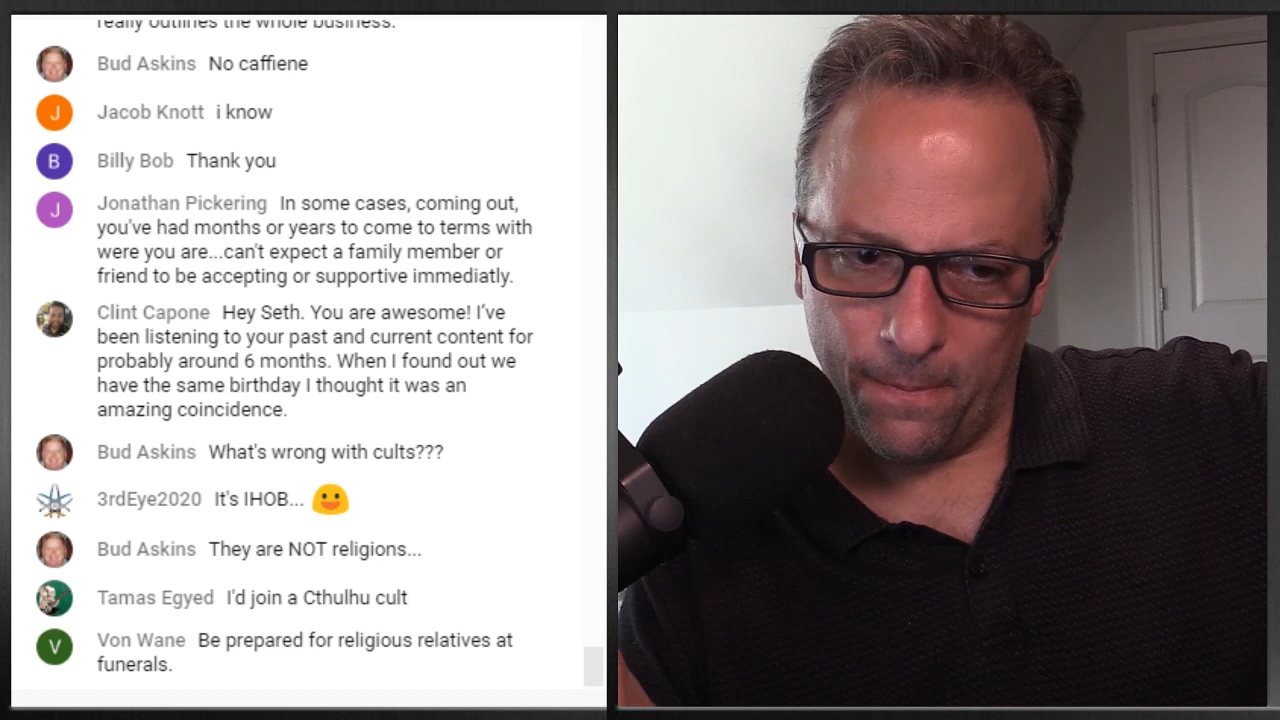 really outlines the whole business.
Bud Askins No caffiene
J Jacob Knott i know
B Billy Bob Thank you
J Jonathan Pickering In some cases, coming out,
you've had months or years to come to terms with
were you are...can't expect a family member or
friend to be accepting or supportive immediatly.
Clint Capone Hey Seth. You are awesome! I've
been listening to your past and current content for
probably around 6 months. When I found out we
have the same birthday I thought it was an
amazing coincidence.
Bud Askins What's wrong with cults???
3rdEye2020 It's IHOB... 😃
Bud Askins They are NOT religions...
Tamas Egyed I'd join a Cthulhu cult
V Von Wane Be prepared for religious relatives at
funerals.